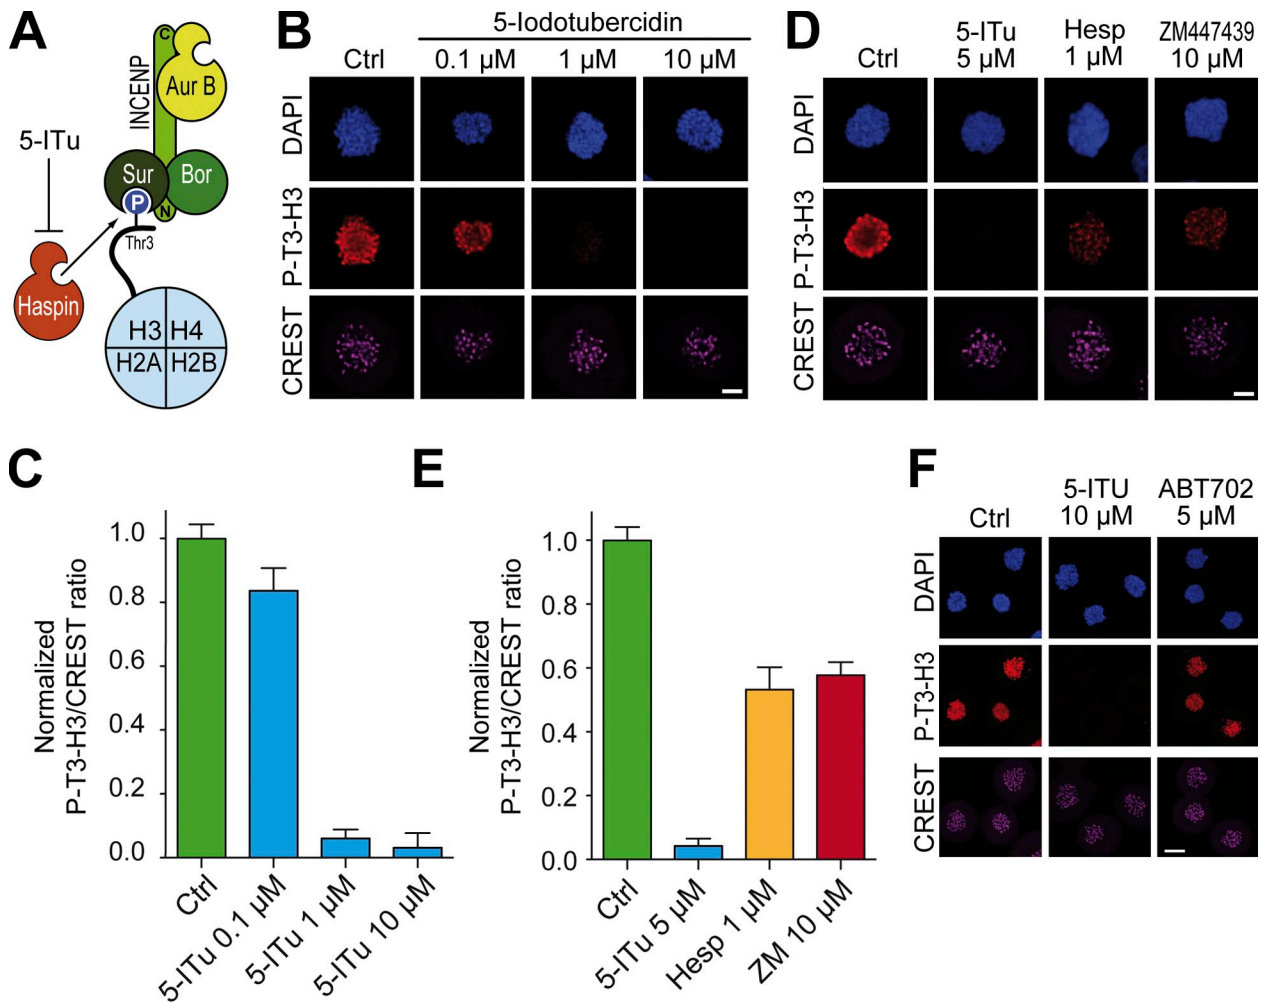 A
C
INCENP
Aur B
5-ITu
Sur
Bor
P
N
Thr3
Haspin
H3 H4
H2A H2B
B
5-Iodotubercidin
Ctrl 0.1 µM 1 µM 10 µM
DAPI
P-T3-H3
CREST
D
Ctrl
5-ITu
5 µM
Hesp
1 µM
ZM447439
10 µM
DAPI
P-T3-H3
CREST
C
Normalized
P-T3-H3/CREST ratio
1.0
0.8
0.6
0.4
0.2
0.0
Ctrl
5-ITu 0.1 µM
5-ITu 1 µM
5-ITu 10 µM
E
Normalized
P-T3-H3/CREST ratio
1.0
0.8
0.6
0.4
0.2
0.0
Ctrl
5-ITu 5 µM
Hesp 1 µM
ZM 10 µM
F
Ctrl
5-ITU
10 µM
ABT702
5 µM
DAPI
P-T3-H3
CREST